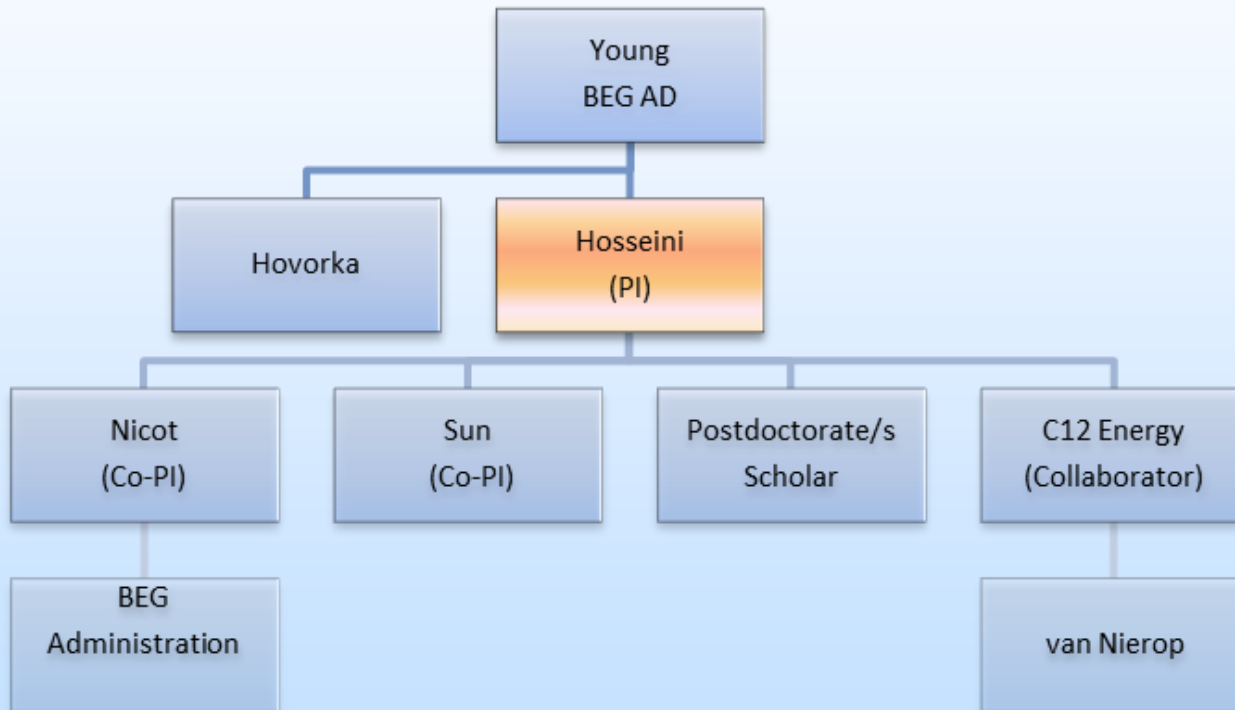 Young
BEG AD
Hovorka
Hosseini
(PI)
Nicot
(Co-PI)
Sun
(Co-PI)
Postdoctorate/s
Scholar
C12 Energy
(Collaborator)
BEG
Administration
van Nierop